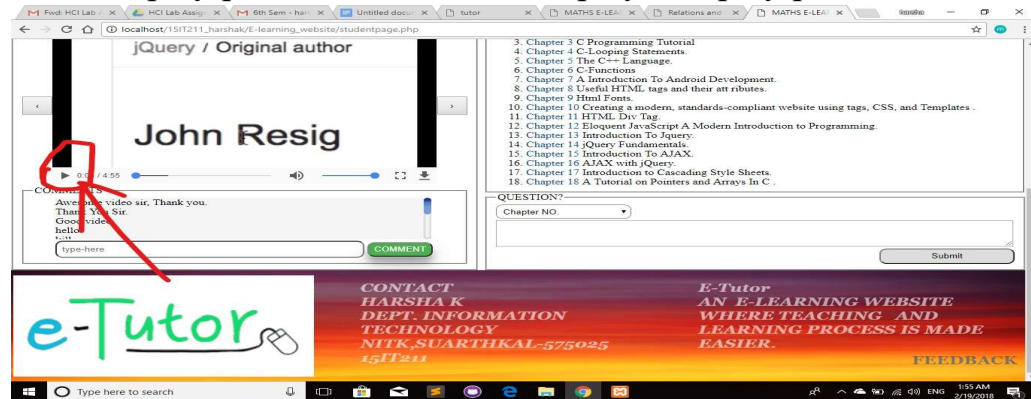 Fwd: HCI Lab
HCI Lab Assig
6th Sem - har
Untitled docur
tutor
MATHS E-LEA
Relations and
MATHS E-LEA
harsha
localhost/15IT211_harshak/E-learning_website/studentpage.php
jQuery / Original author
John Resig
/ 4:55
COMMENTS
Awesome video sir, Thank you.
Thank You Sir.
Good video
hello
type-here
COMMENT
3. Chapter 3 C Programming Tutorial
4. Chapter 4 C-Looping Statements.
5. Chapter 5 The C++ Language.
6. Chapter 6 C-Functions
7. Chapter 7 A Introduction To Android Development.
8. Chapter 8 Useful HTML tags and their att ributes.
9. Chapter 9 Html Fonts.
10. Chapter 10 Creating a modern, standards-compliant website using tags, CSS, and Templates .
11. Chapter 11 HTML Div Tag.
12. Chapter 12 Eloquent JavaScript A Modern Introduction to Programming.
13. Chapter 13 Introduction To Jquery.
14. Chapter 14 jQuery Fundamentals.
15. Chapter 15 Introduction To AJAX.
16. Chapter 16 AJAX with jQuery.
17. Chapter 17 Introduction to Cascading Style Sheets.
18. Chapter 18 A Tutorial on Pointers and Arrays In C .
QUESTION?
Chapter NO.
Submit
e-Tutor
CONTACT
HARSHA K
DEPT. INFORMATION
TECHNOLOGY
NITK,SUARTHKAL-575025
15IT211
E-Tutor
AN E-LEARNING WEBSITE
WHERE TEACHING AND
LEARNING PROCESS IS MADE
EASIER.
FEEDBACK
Type here to search
ENG
1:55 AM
2/19/2018